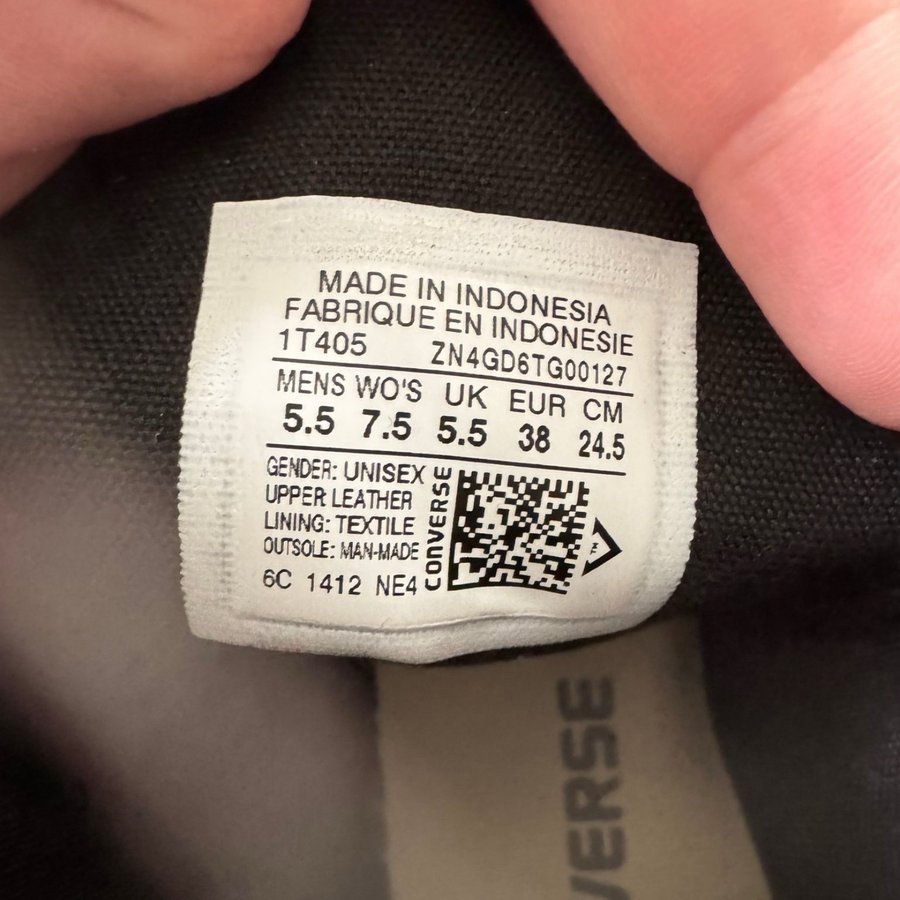 MADE IN INDONESIA
FABRIQUE EN INDONESIE
1T405 ZN4GD6TG00127
MENS WO'S UK EUR CM
5.5 7.5 5.5 38 24.5
GENDER: UNISEX
UPPER LEATHER
LINING: TEXTILE
OUTSOLE: MAN-MADE
6C 1412 NE4
CONVERSE
VERSE